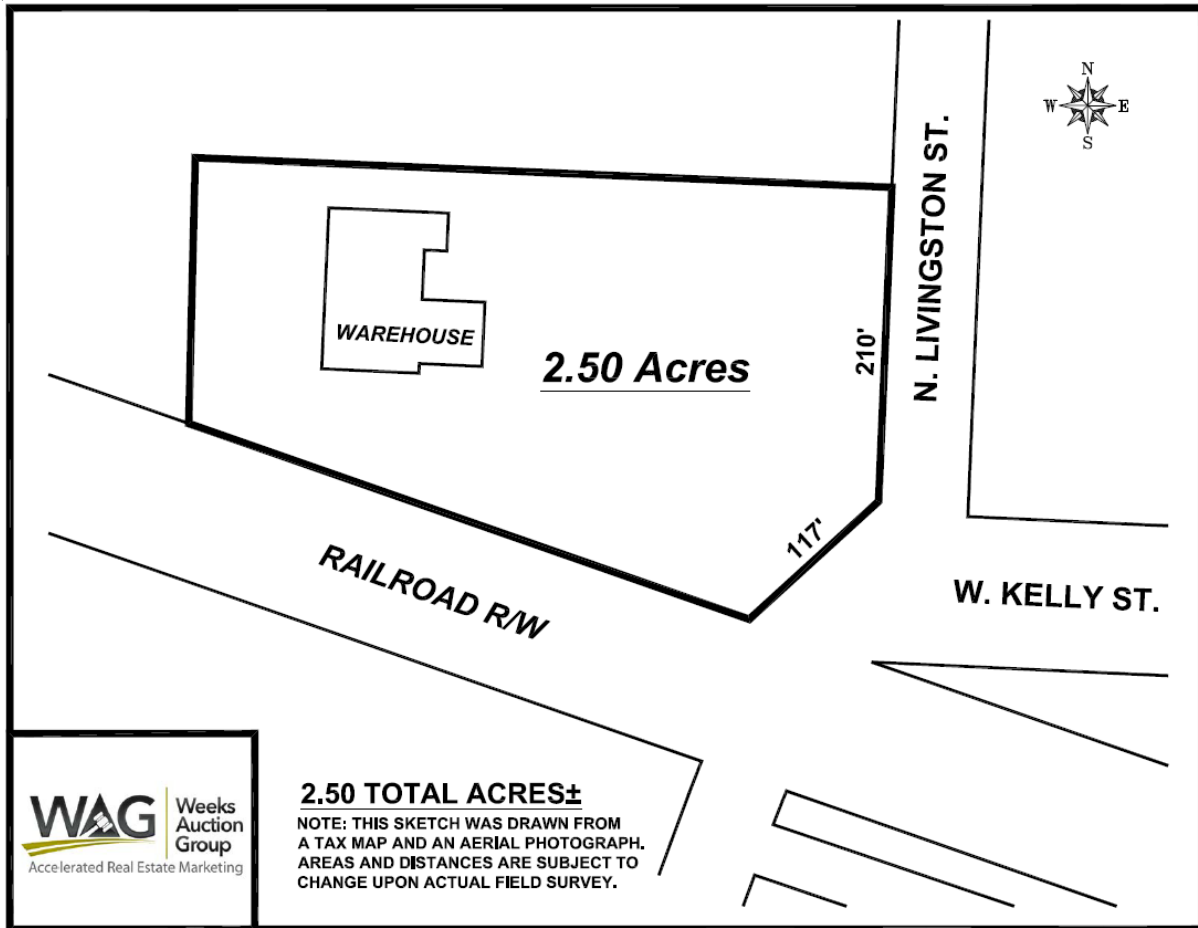 N
W E
S
N. LIVINGSTON ST.
WAREHOUSE
2.50 Acres
210'
117'
RAILROAD R/W
W. KELLY ST.
WAG
Weeks
Auction
Group
Accelerated Real Estate Marketing
2.50 TOTAL ACRES±
NOTE: THIS SKETCH WAS DRAWN FROM
A TAX MAP AND AN AERIAL PHOTOGRAPH.
AREAS AND DISTANCES ARE SUBJECT TO
CHANGE UPON ACTUAL FIELD SURVEY.